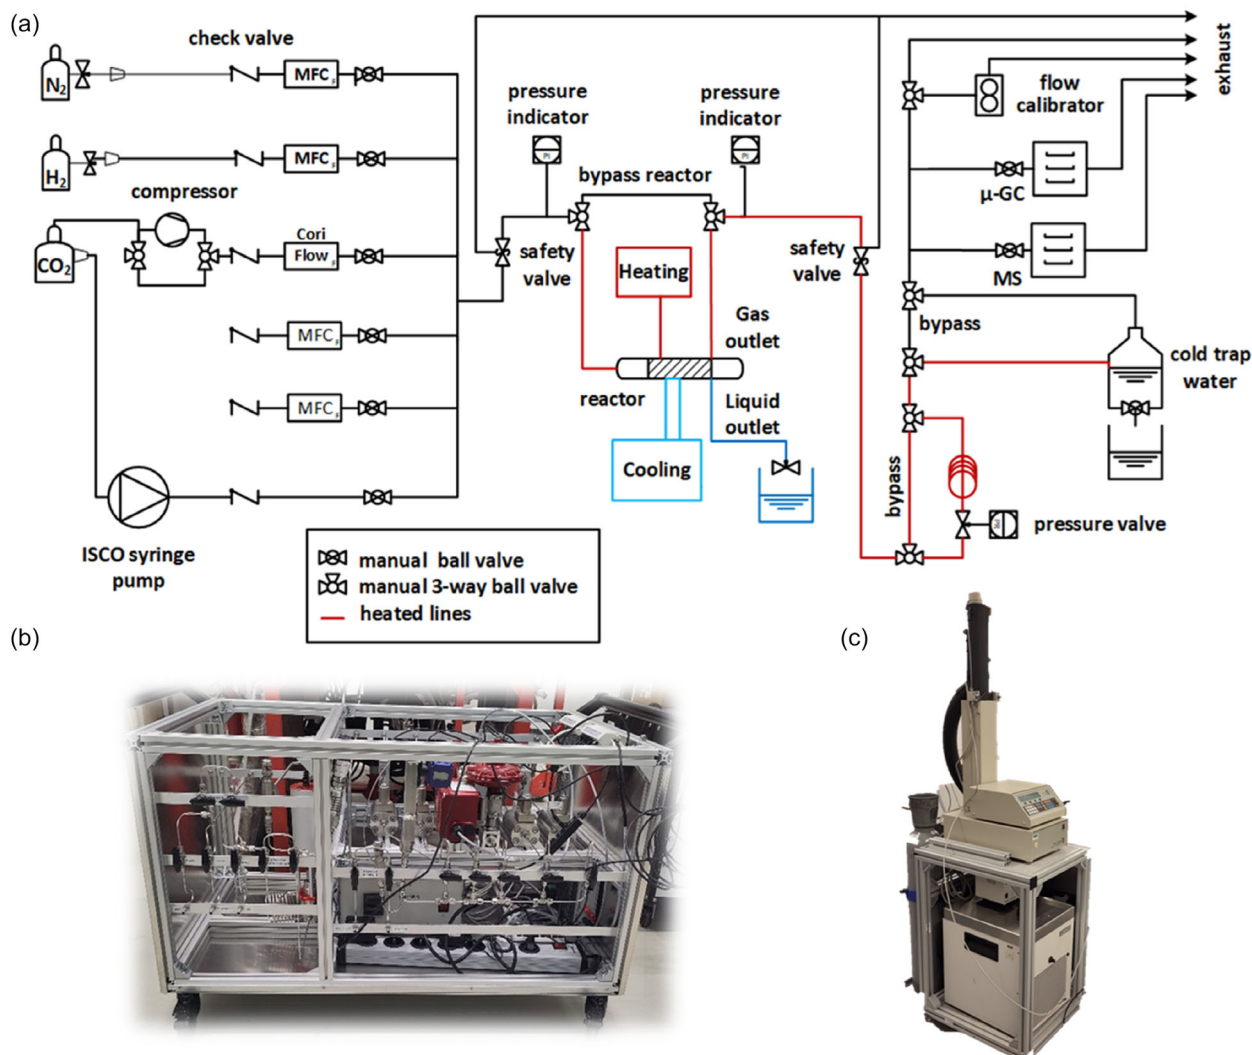 (a)
check valve
N2
MFC
F
H2
MFC
F
compressor
CO2
Cori
Flow
F
MFC
F
MFC
F
ISCO syringe
pump
pressure
indicator
PI
pressure
indicator
PI
bypass reactor
safety
valve
Heating
safety
valve
Gas
outlet
reactor
Liquid
outlet
Cooling
exhaust
flow
calibrator
μ-GC
MS
bypass
cold trap
water
bypass
pressure valve
manual ball valve
manual 3-way ball valve
heated lines
(b)
(c)